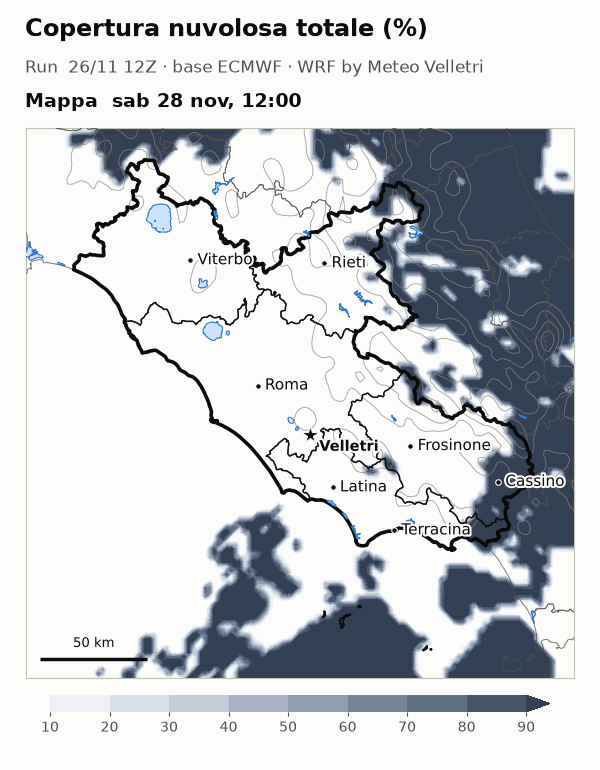 Copertura nuvolosa totale (%)
Run  26/11 12Z · base ECMWF · WRF by Meteo Velletri
Mappa  sab 28 nov, 12:00
Viterbo
Rieti
Roma
Velletri
Frosinone
Cassino
Latina
Terracina
50 km
10 20 30 40 50 60 70 80 90